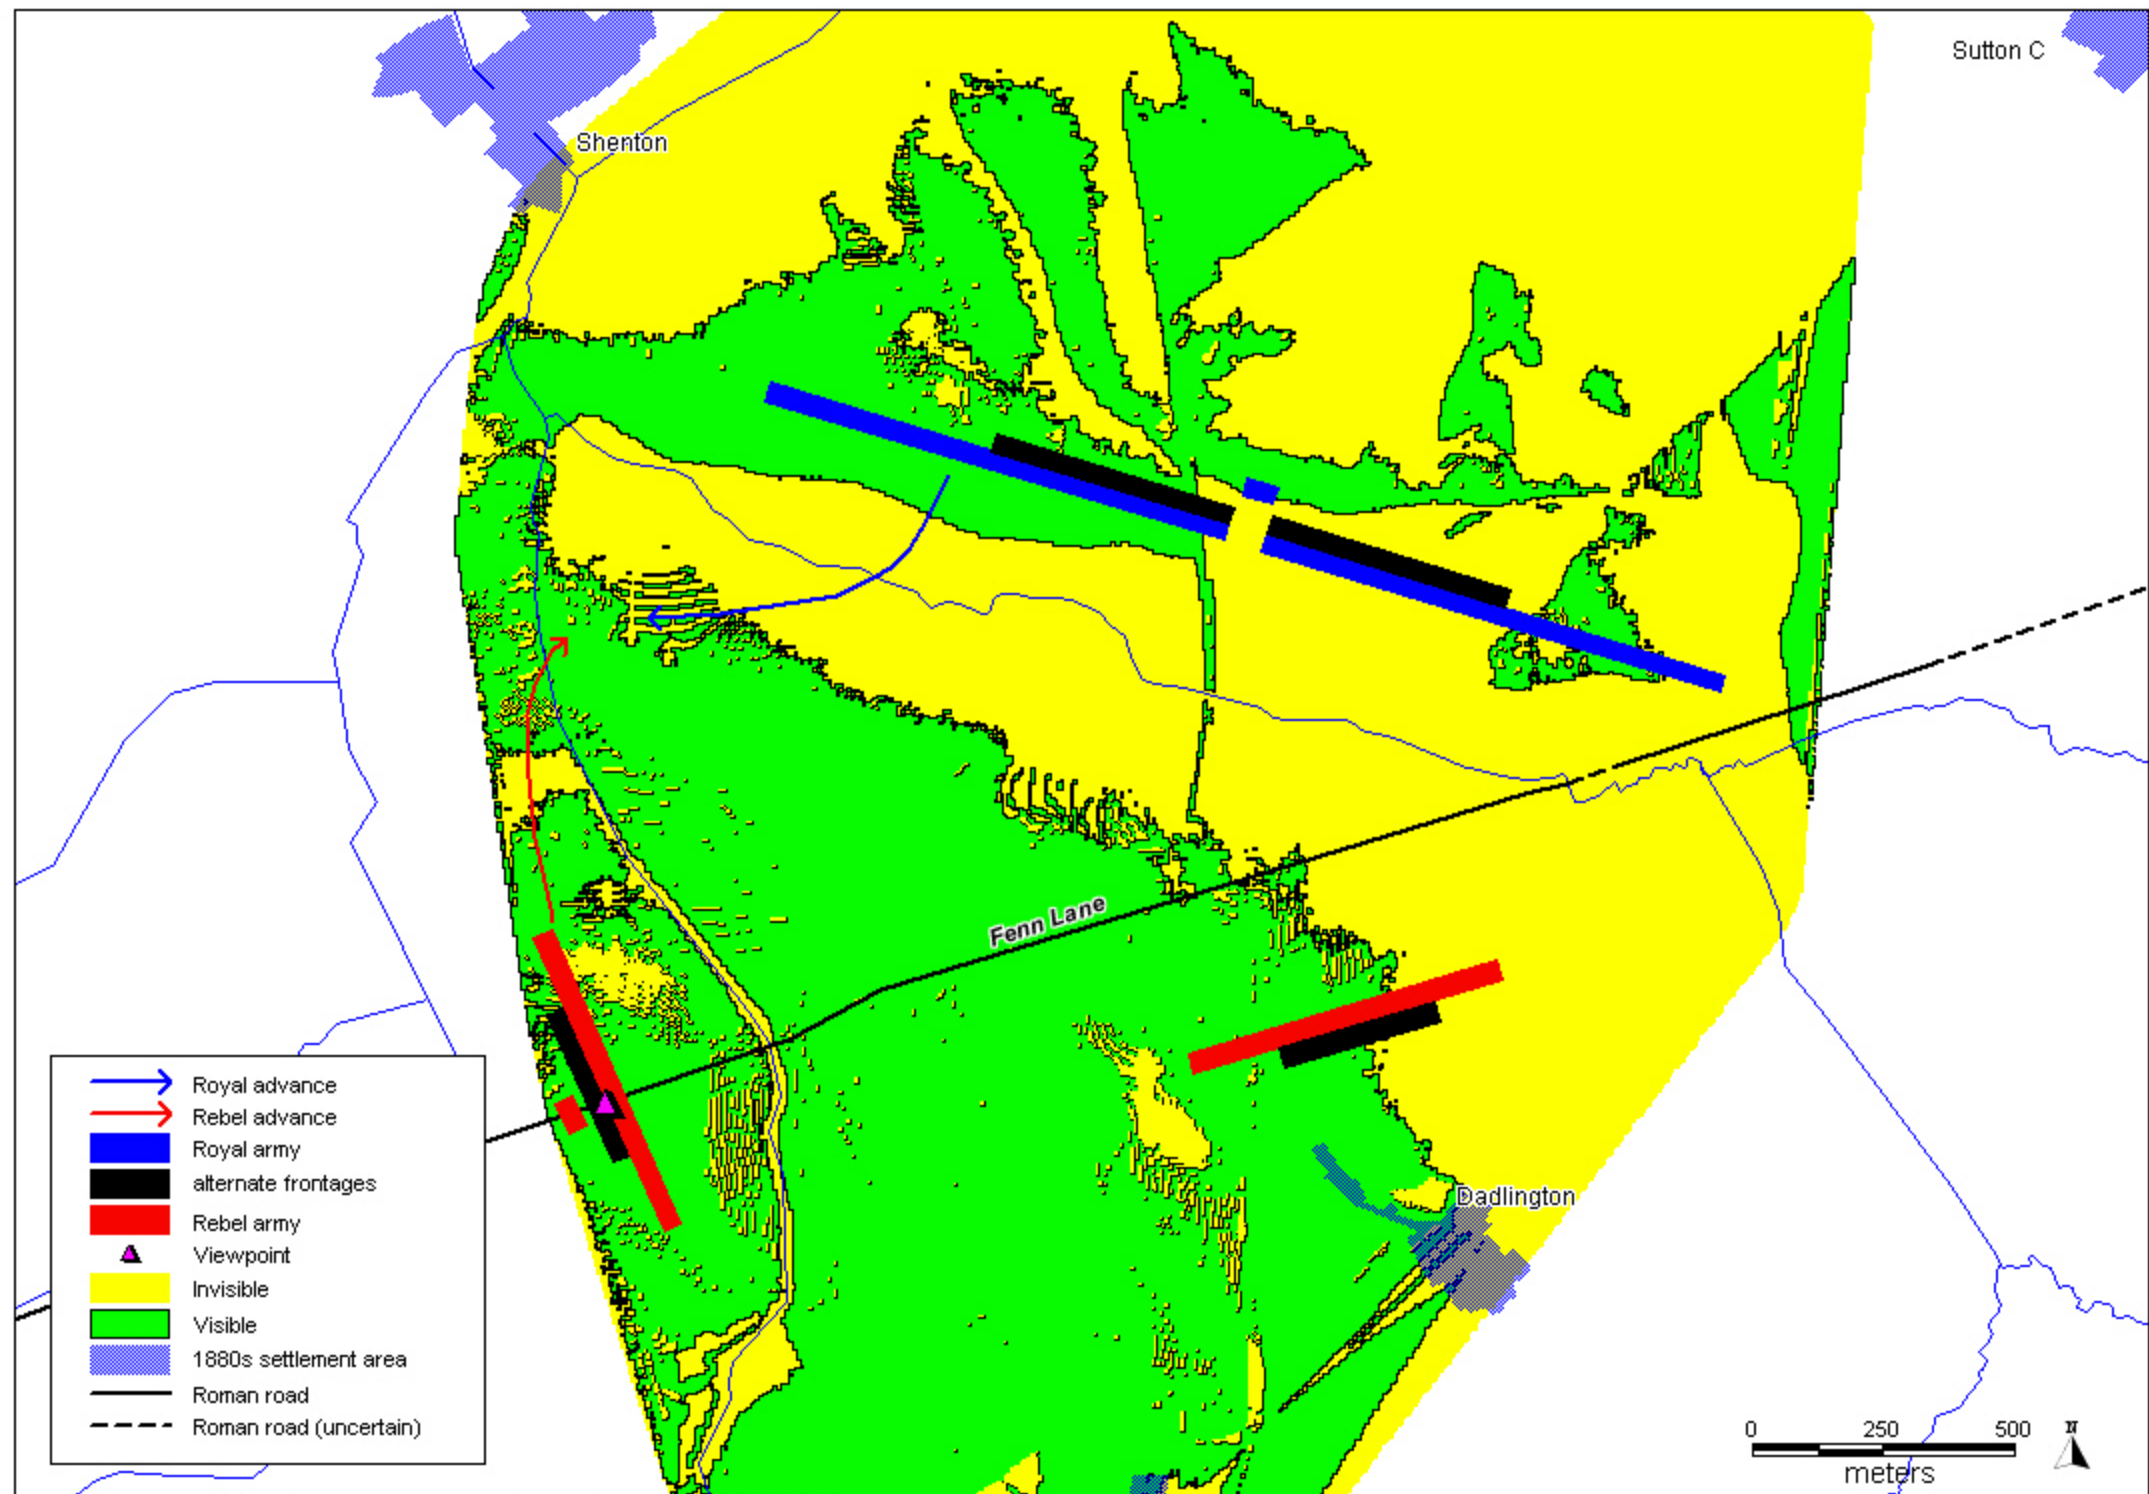 Sutton C
Shenton
Fenn Lane
Dadlington
Royal advance
Rebel advance
Royal army
alternate frontages
Rebel army
Viewpoint
Invisible
Visible
1880s settlement area
Roman road
Roman road (uncertain)
0 250 500
meters
N